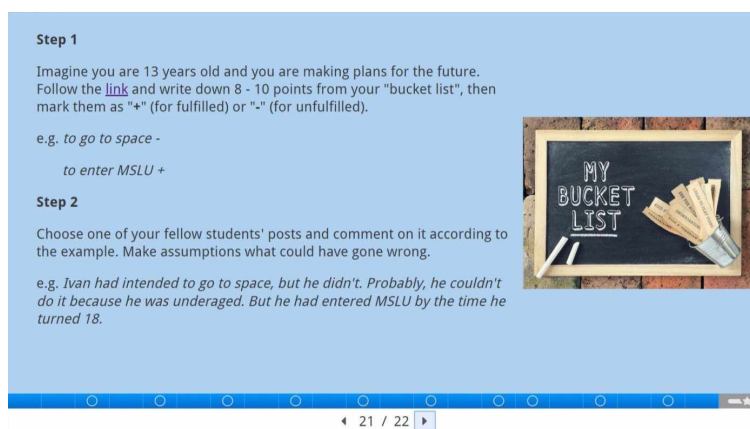 Step 1
Imagine you are 13 years old and you are making plans for the future.
Follow the link and write down 8 - 10 points from your "bucket list", then
mark them as "+" (for fulfilled) or "-" (for unfulfilled).
e.g. to go to space -
to enter MSLU +
MY
BUCKET
LIST
Step 2
Choose one of your fellow students' posts and comment on it according to
the example. Make assumptions what could have gone wrong.
e.g. Ivan had intended to go to space, but he didn't. Probably, he couldn't
do it because he was underaged. But he had entered MSLU by the time he
turned 18.
21 / 22